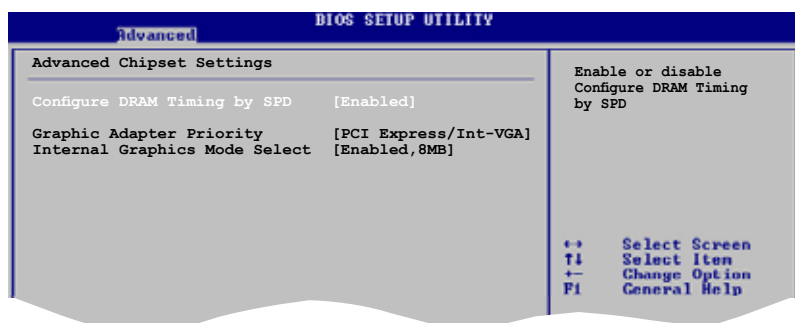 BIOS SETUP UTILITY
Advanced
Advanced Chipset Settings
Configure DRAM Timing by SPD [Enabled]
Graphic Adapter Priority [PCI Express/Int-VGA]
Internal Graphics Mode Select [Enabled,8MB]
Enable or disable
Configure DRAM Timing
by SPD
↔ Select Screen
↑↓ Select Item
+- Change Option
F1 General Help